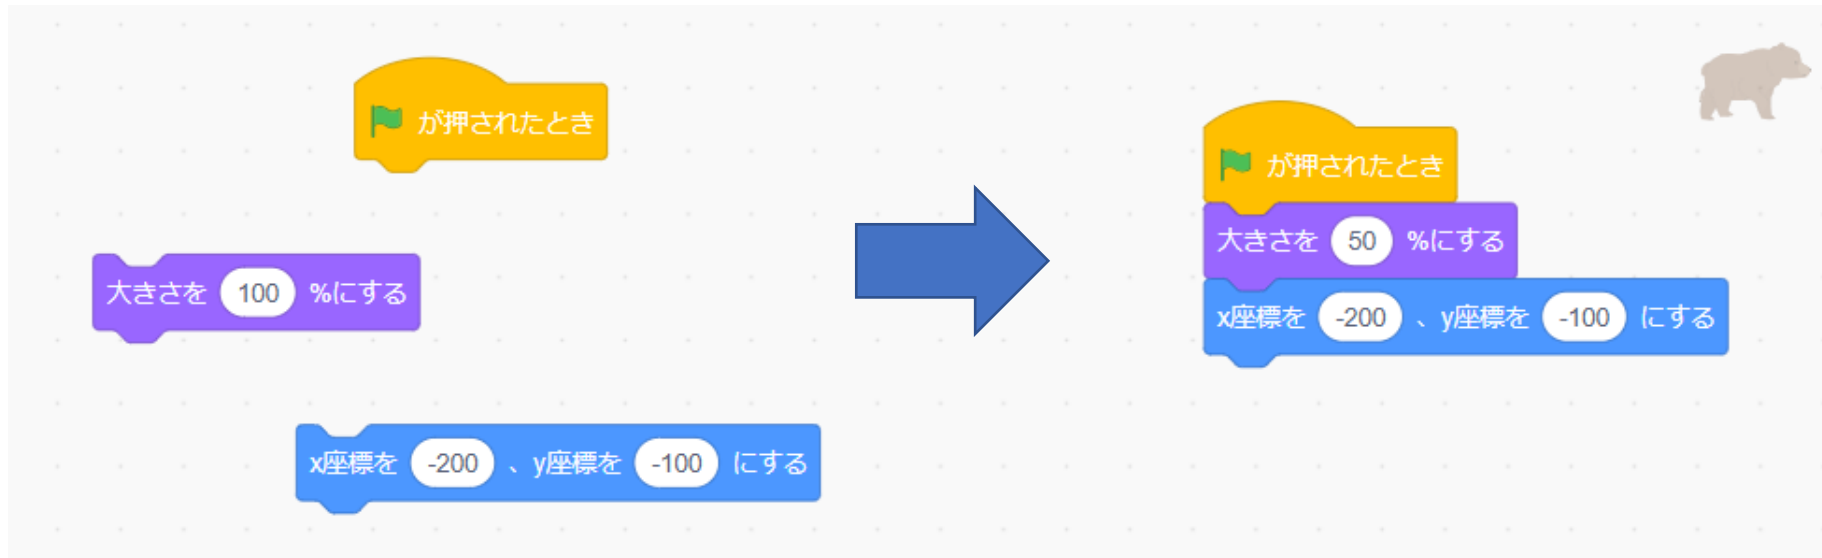 が押されたとき
大きさを 100 %にする
x座標を -200 、y座標を -100 にする
が押されたとき
大きさを 50 %にする
x座標を -200 、y座標を -100 にする